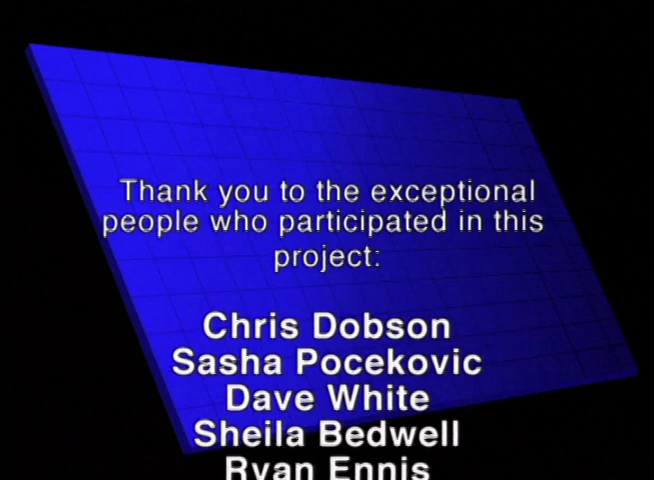 Thank you to the exceptional
people who participated in this
project:
Chris Dobson
Sasha Pocekovic
Dave White
Sheila Bedwell
Ryan Ennis